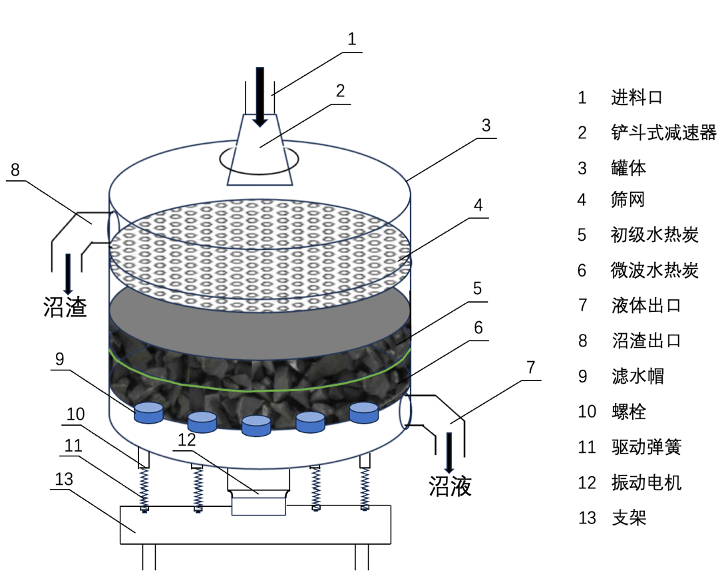 1
2
3
8
4
沼渣
5
6
9
7
10
12
11
沼液
13
1 进料口
2 铲斗式减速器
3 罐体
4 筛网
5 初级水热炭
6 微波水热炭
7 液体出口
8 沼渣出口
9 滤水帽
10 螺栓
11 驱动弹簧
12 振动电机
13 支架